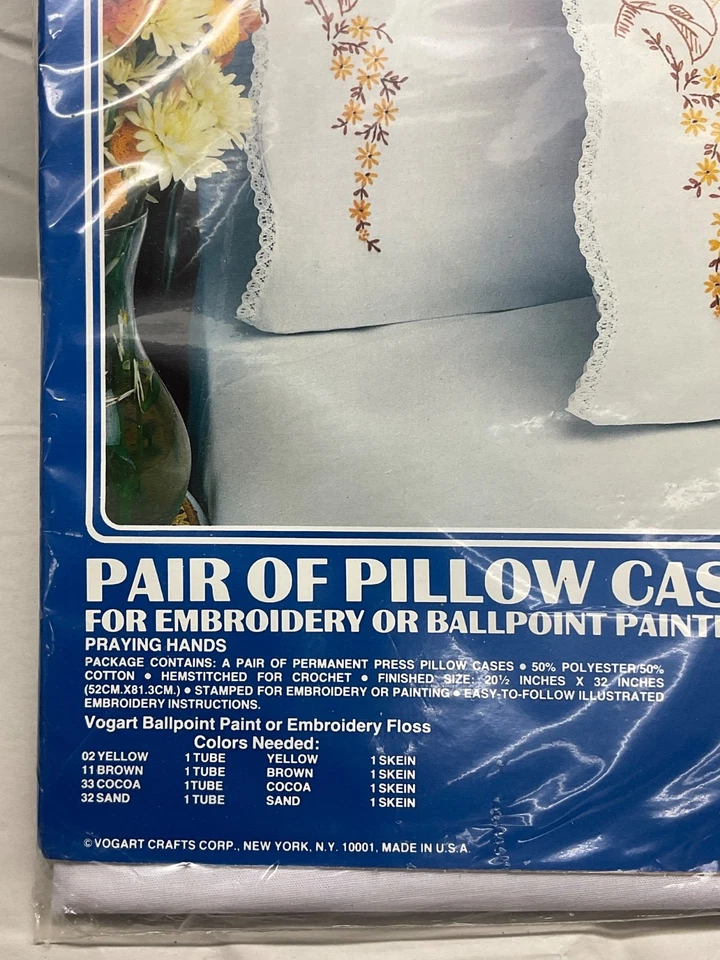 PAIR OF PILLOW CAS
FOR EMBROIDERY OR BALLPOINT PAINTI
PRAYING HANDS
PACKAGE CONTAINS: A PAIR OF PERMANENT PRESS PILLOW CASES • 50% POLYESTER/50%
COTTON • HEMSTITCHED FOR CROCHET • FINISHED SIZE: 20½ INCHES X 32 INCHES
(52CM.X81.3CM.) • STAMPED FOR EMBROIDERY OR PAINTING • EASY-TO-FOLLOW ILLUSTRATED
EMBROIDERY INSTRUCTIONS.
Vogart Ballpoint Paint or Embroidery Floss
Colors Needed:
02 YELLOW 1 TUBE YELLOW 1 SKEIN
11 BROWN 1 TUBE BROWN 1 SKEIN
33 COCOA 1TUBE COCOA 1 SKEIN
32 SAND 1 TUBE SAND 1 SKEIN
© VOGART CRAFTS CORP., NEW YORK, N.Y. 10001, MADE IN U.S.A.